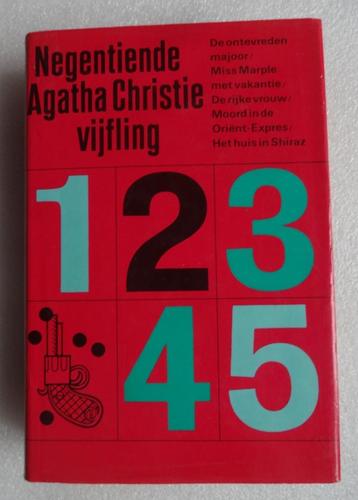 Negentiende
Agatha Christie
vijfling
De ontevreden
majoor/
Miss Marple
met vakantie/
De rijke vrouw/
Moord in de
Oriënt-Expres/
Het huis in Shiraz
1 2 3
4 5